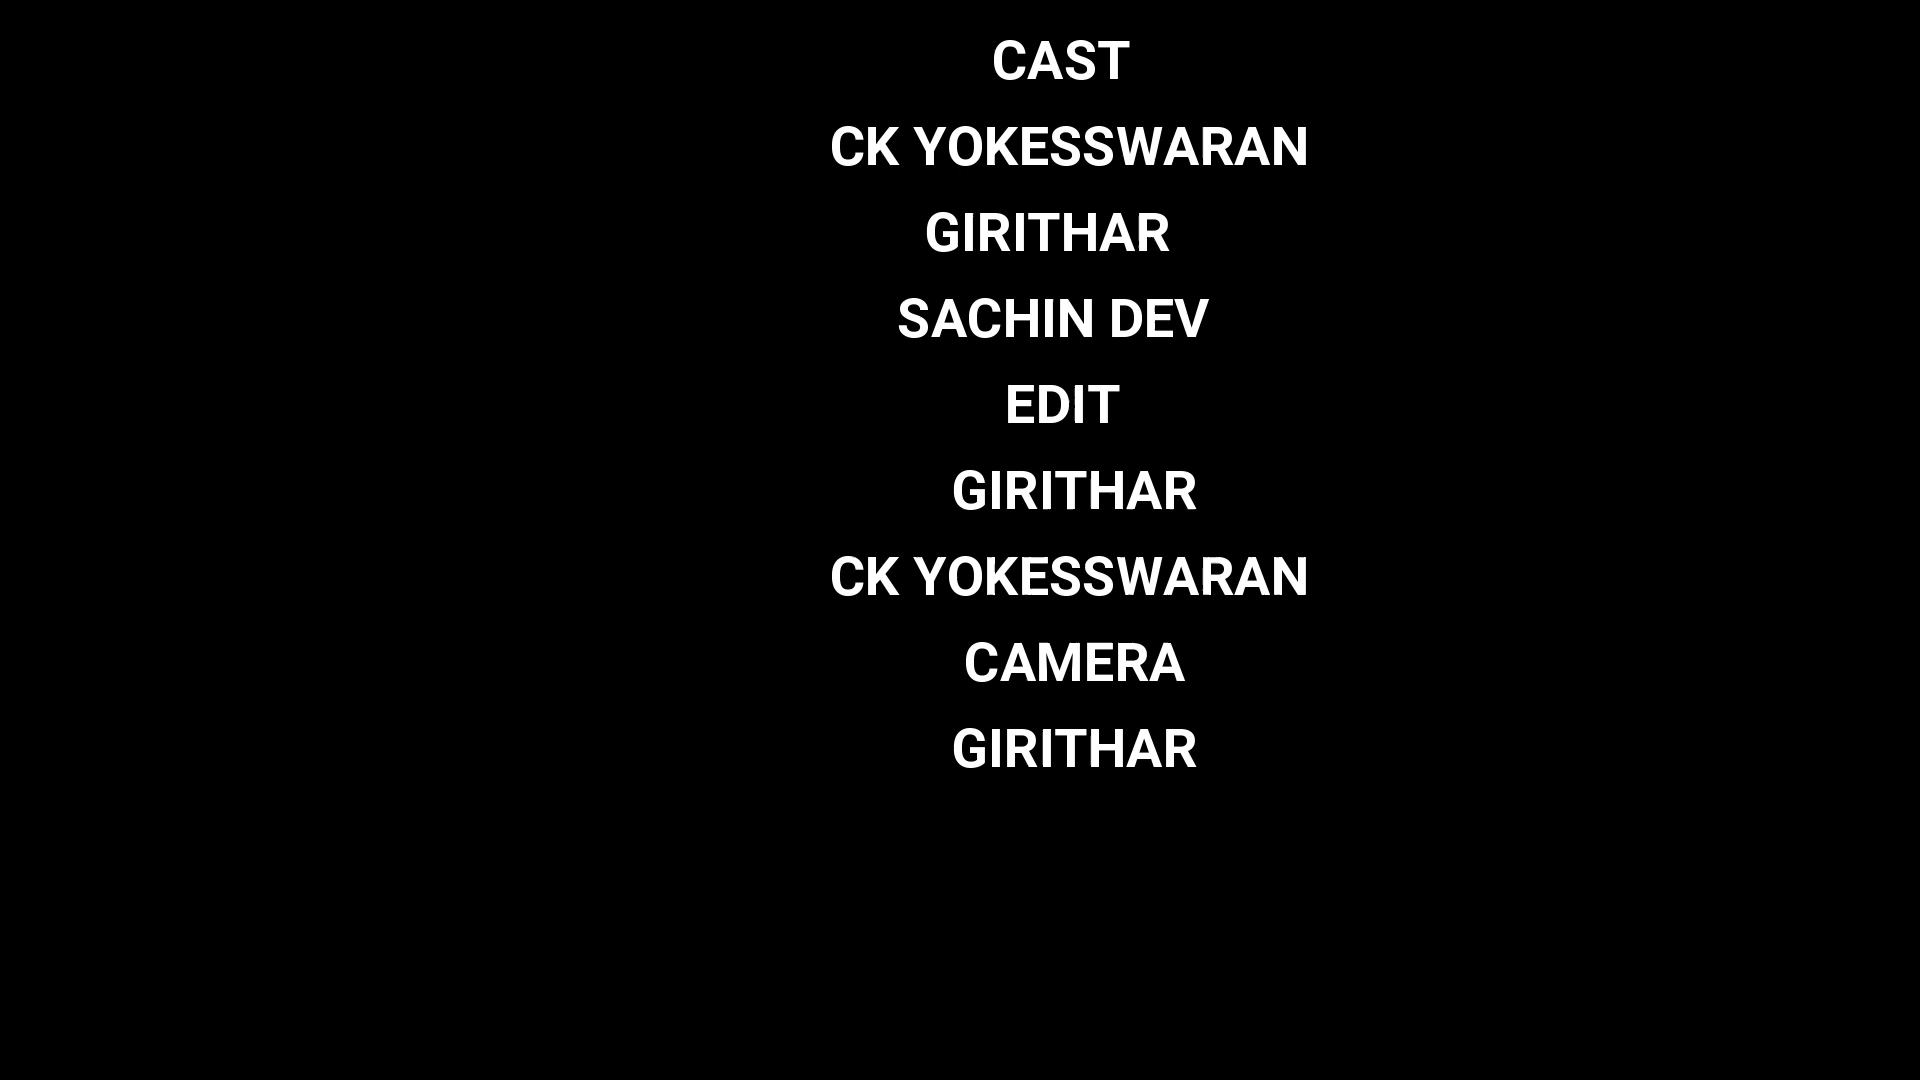 CAST
CK YOKESSWARAN
GIRITHAR
SACHIN DEV
EDIT
GIRITHAR
CK YOKESSWARAN
CAMERA
GIRITHAR